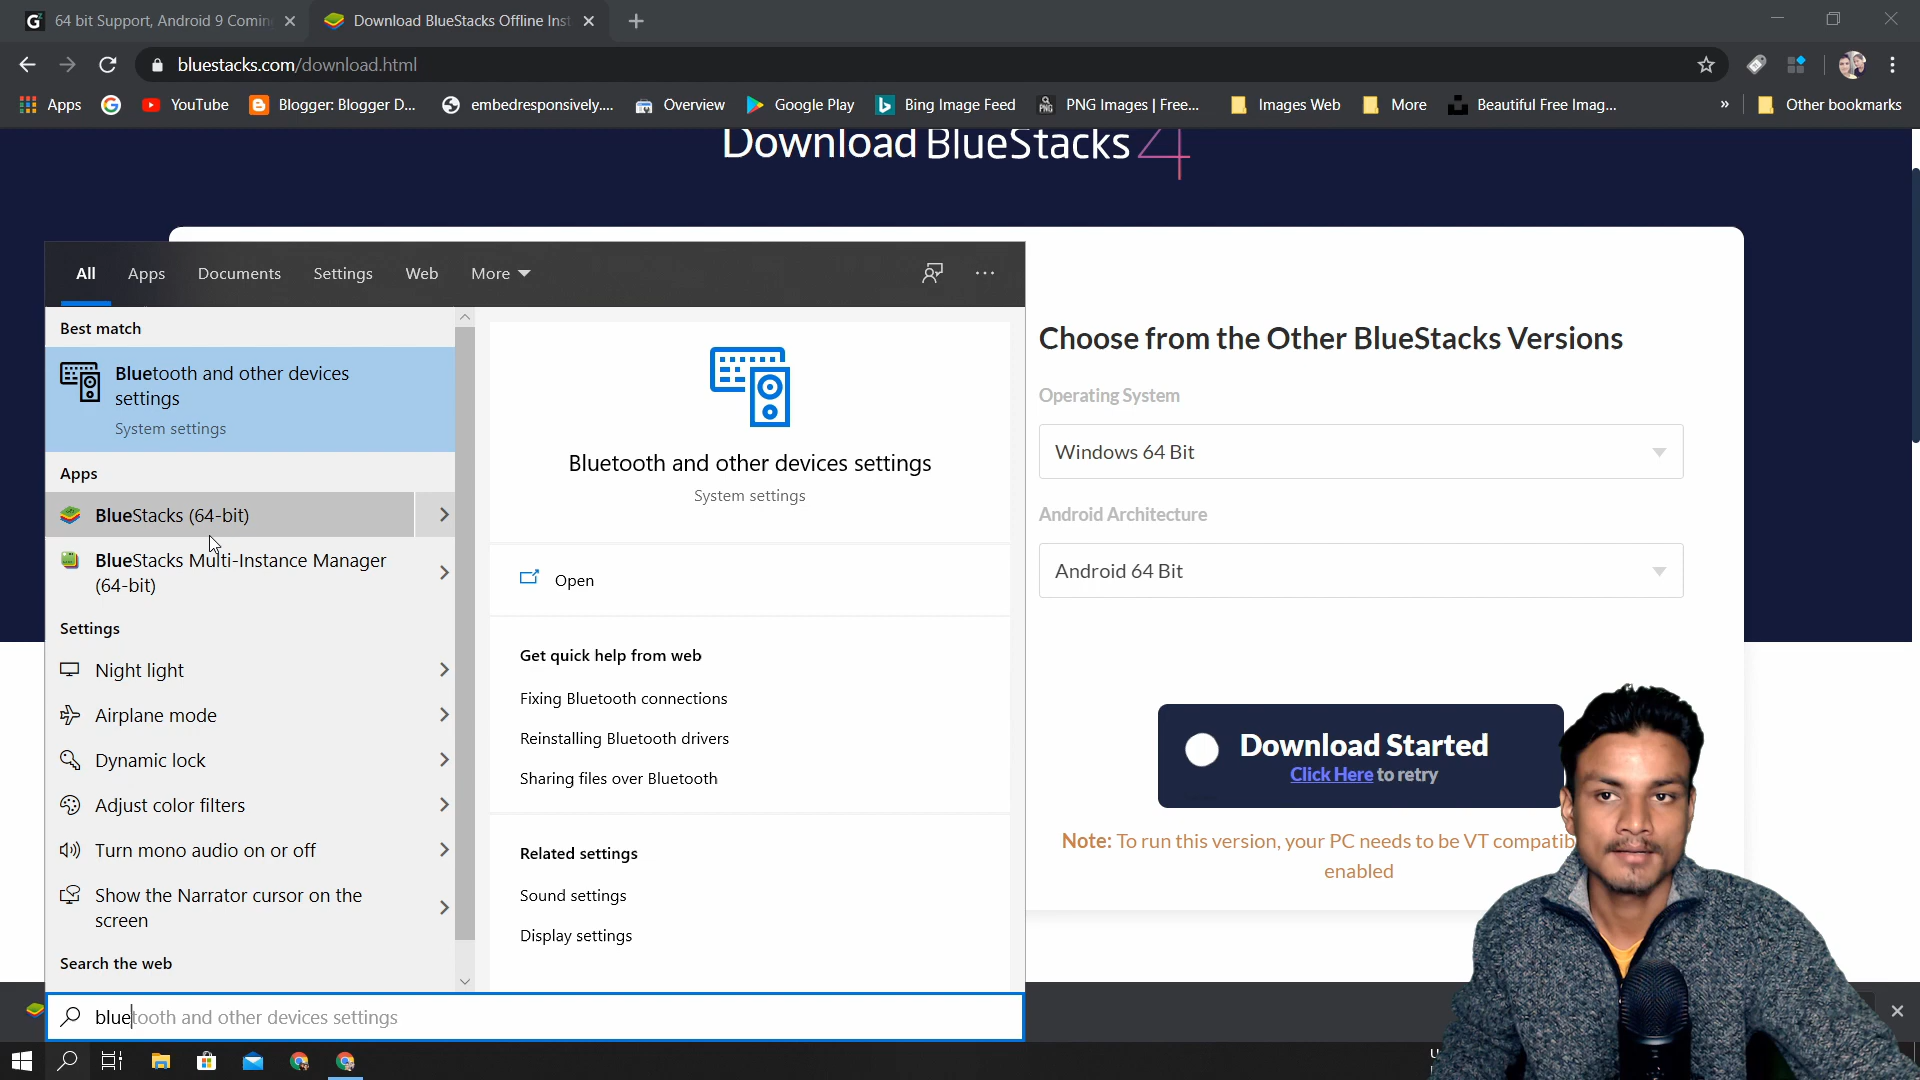 64 bit Support, Android 9 Comin
Download BlueStacks Offline Inst
bluestacks.com/download.html
Apps
YouTube
Blogger: Blogger D...
embedresponsively....
Overview
Google Play
Bing Image Feed
PNG Images | Free...
Images Web
More
Beautiful Free Imag...
»
Other bookmarks
Download BlueStacks 4
All
Apps
Documents
Settings
Web
More
Best match
Bluetooth and other devices
settings
System settings
Apps
BlueStacks (64-bit)
BlueStacks Multi-Instance Manager
(64-bit)
Settings
Night light
Airplane mode
Dynamic lock
Adjust color filters
Turn mono audio on or off
Show the Narrator cursor on the
screen
Search the web
Bluetooth and other devices settings
System settings
Open
Get quick help from web
Fixing Bluetooth connections
Reinstalling Bluetooth drivers
Sharing files over Bluetooth
Related settings
Sound settings
Display settings
Choose from the Other BlueStacks Versions
Operating System
Windows 64 Bit
Android Architecture
Android 64 Bit
Download Started
Click Here to retry
Note: To run this version, your PC needs to be VT compatib
enabled
bluetooth and other devices settings